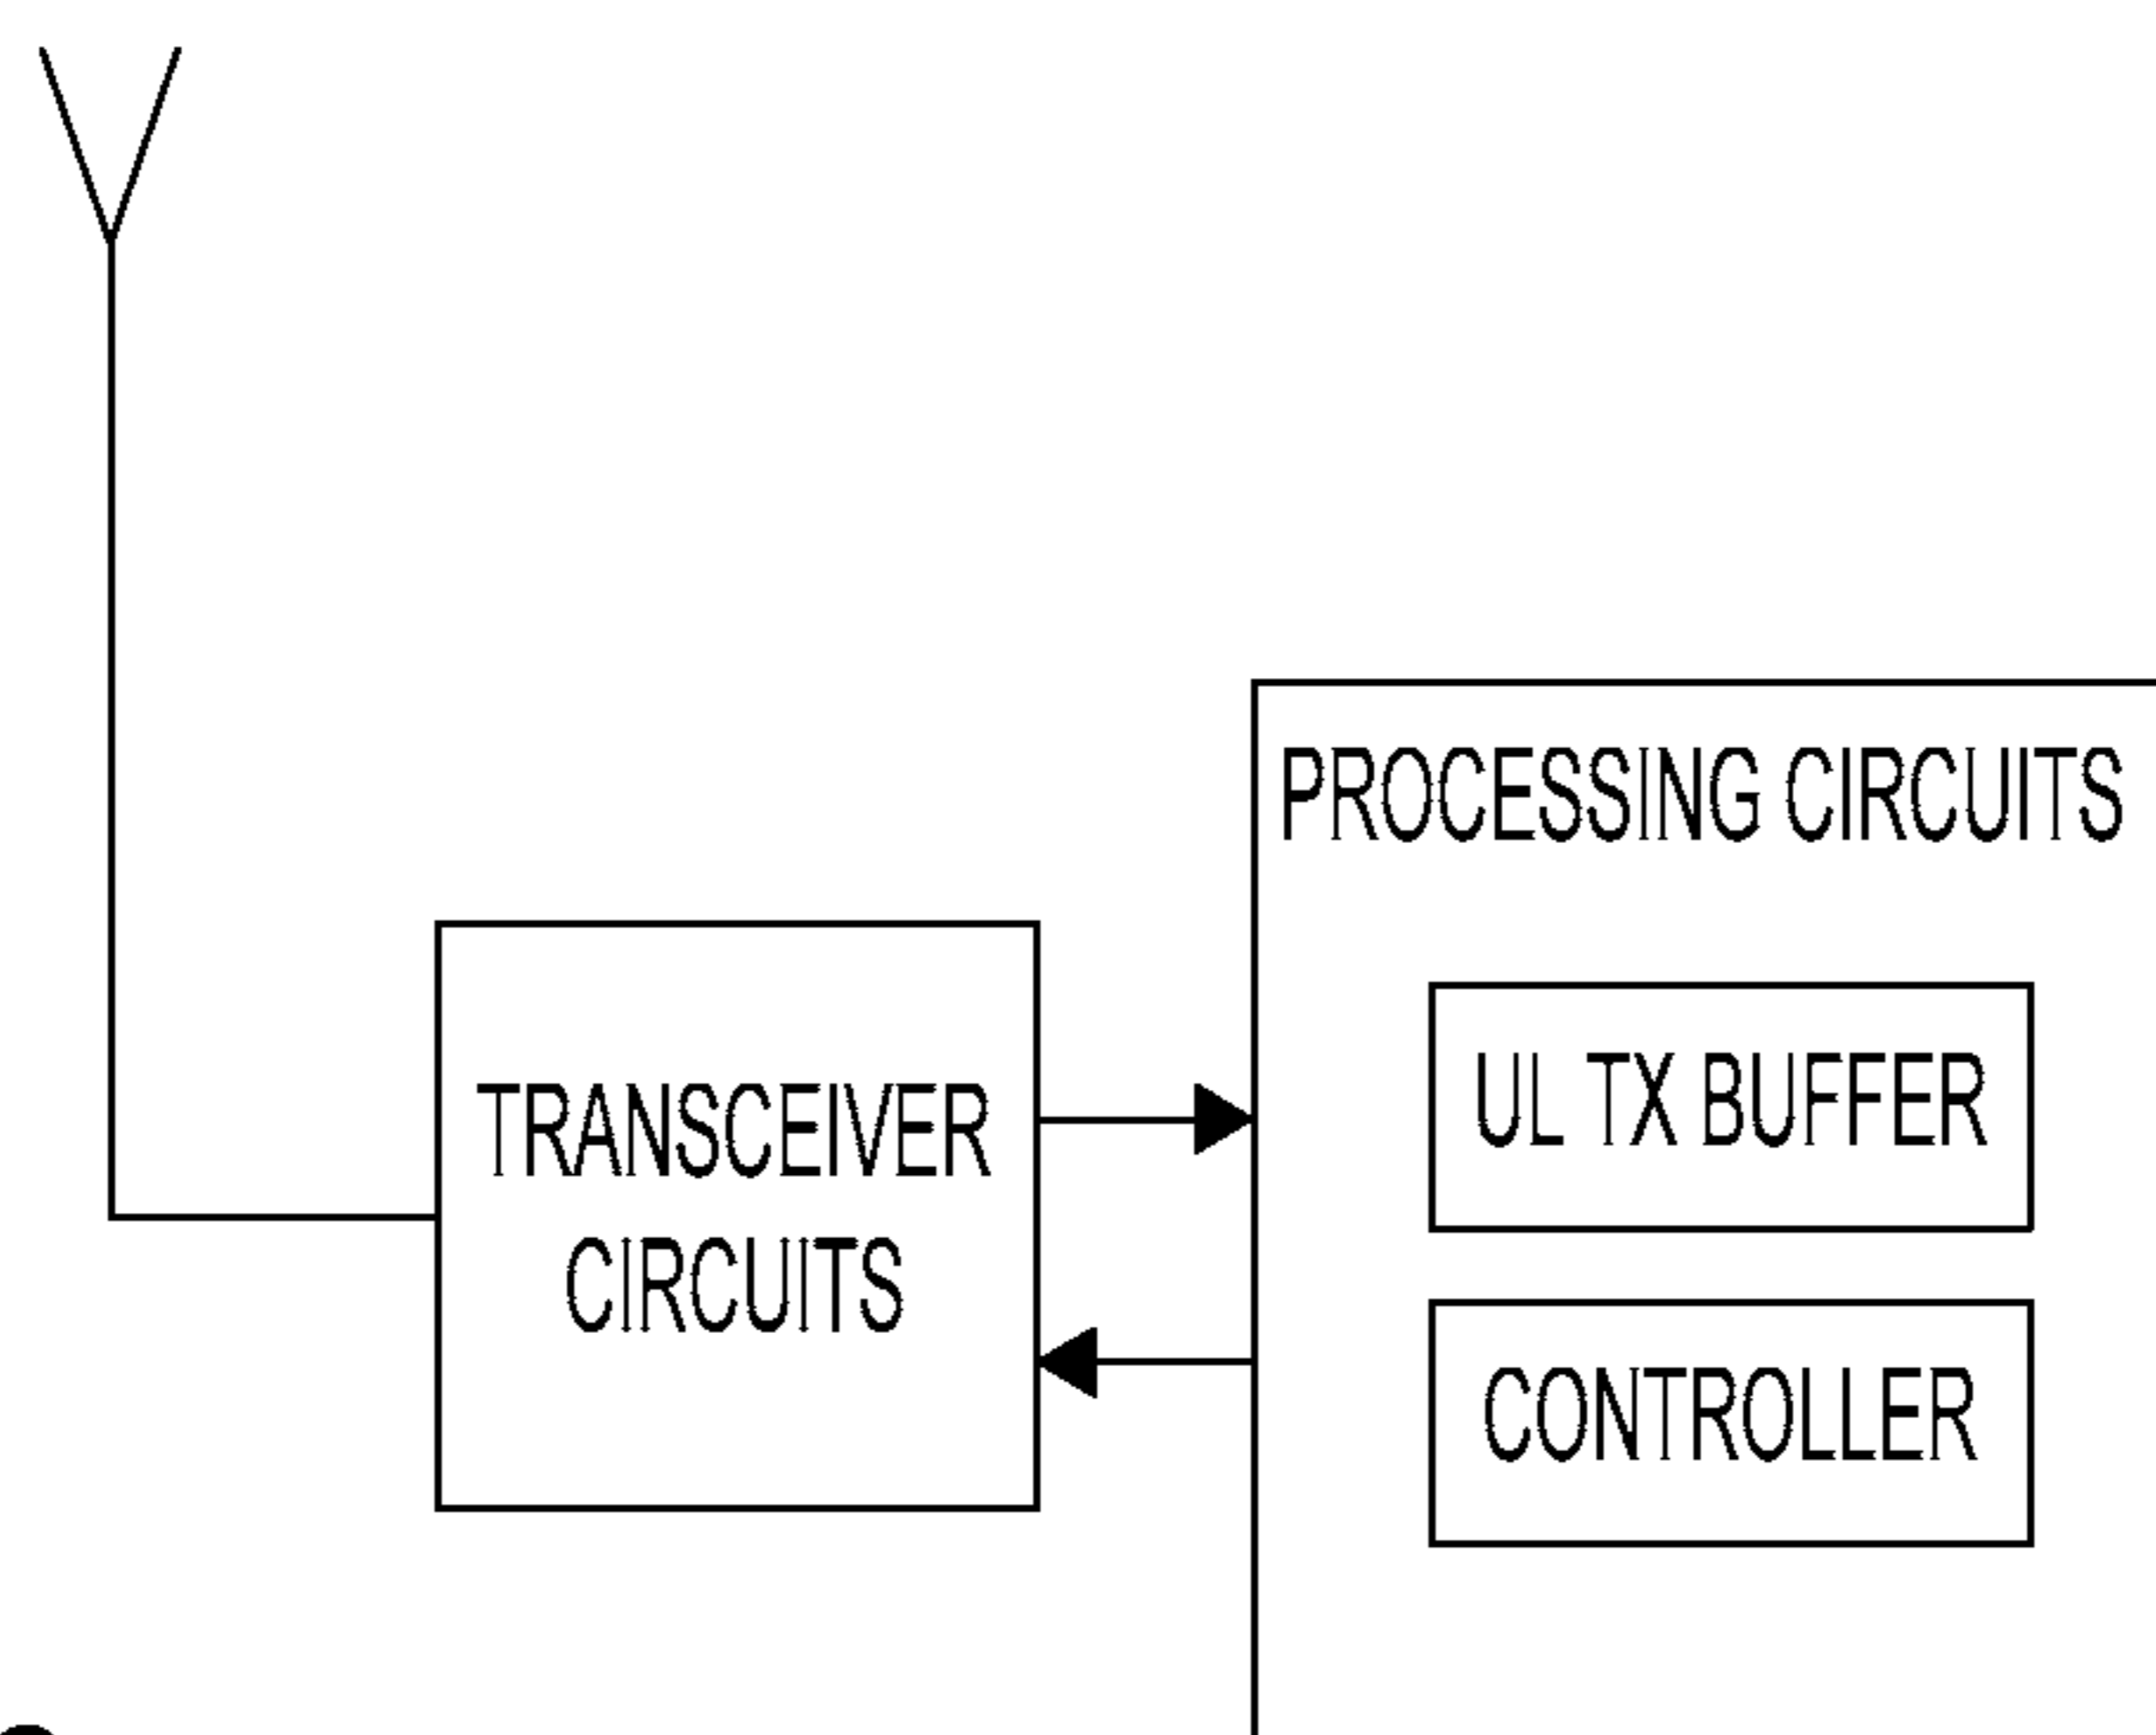 PROCESSING CIRCUITS
TRANSCEIVER
CIRCUITS
UL TX BUFFER
CONTROLLER